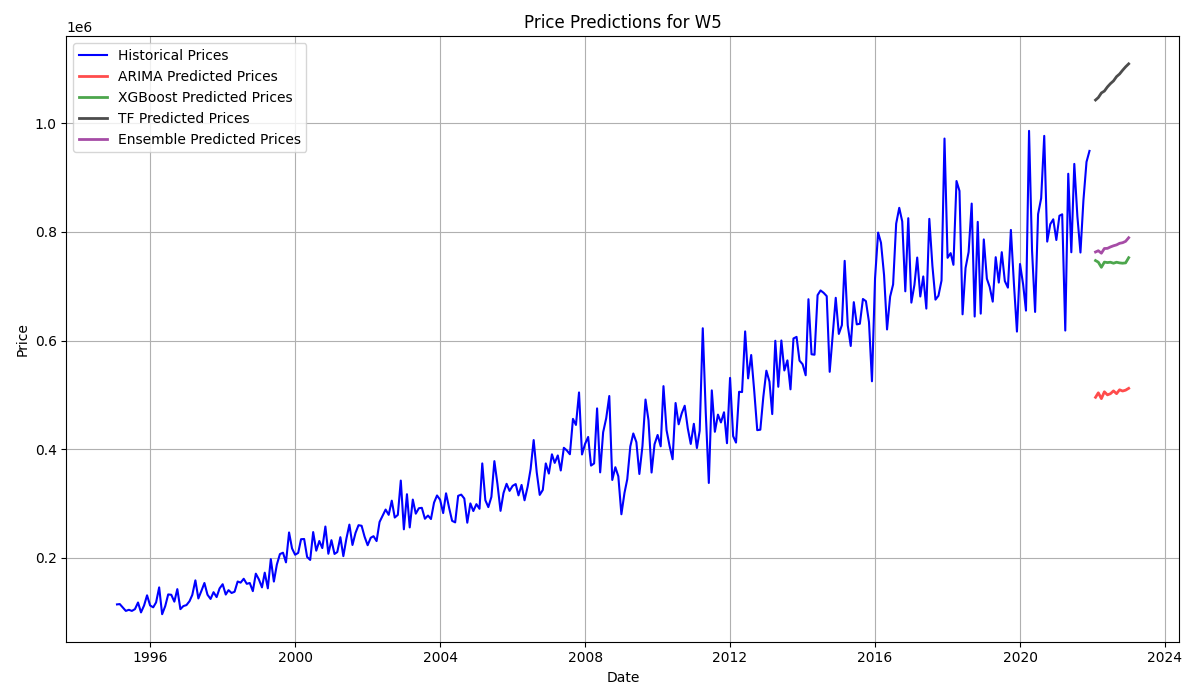 Price Predictions for W5
1e6
Historical Prices
ARIMA Predicted Prices
XGBoost Predicted Prices
TF Predicted Prices
Ensemble Predicted Prices
1.0
0.8
0.6
0.4
0.2
Price
1996 2000 2004 2008 2012 2016 2020 2024
Date